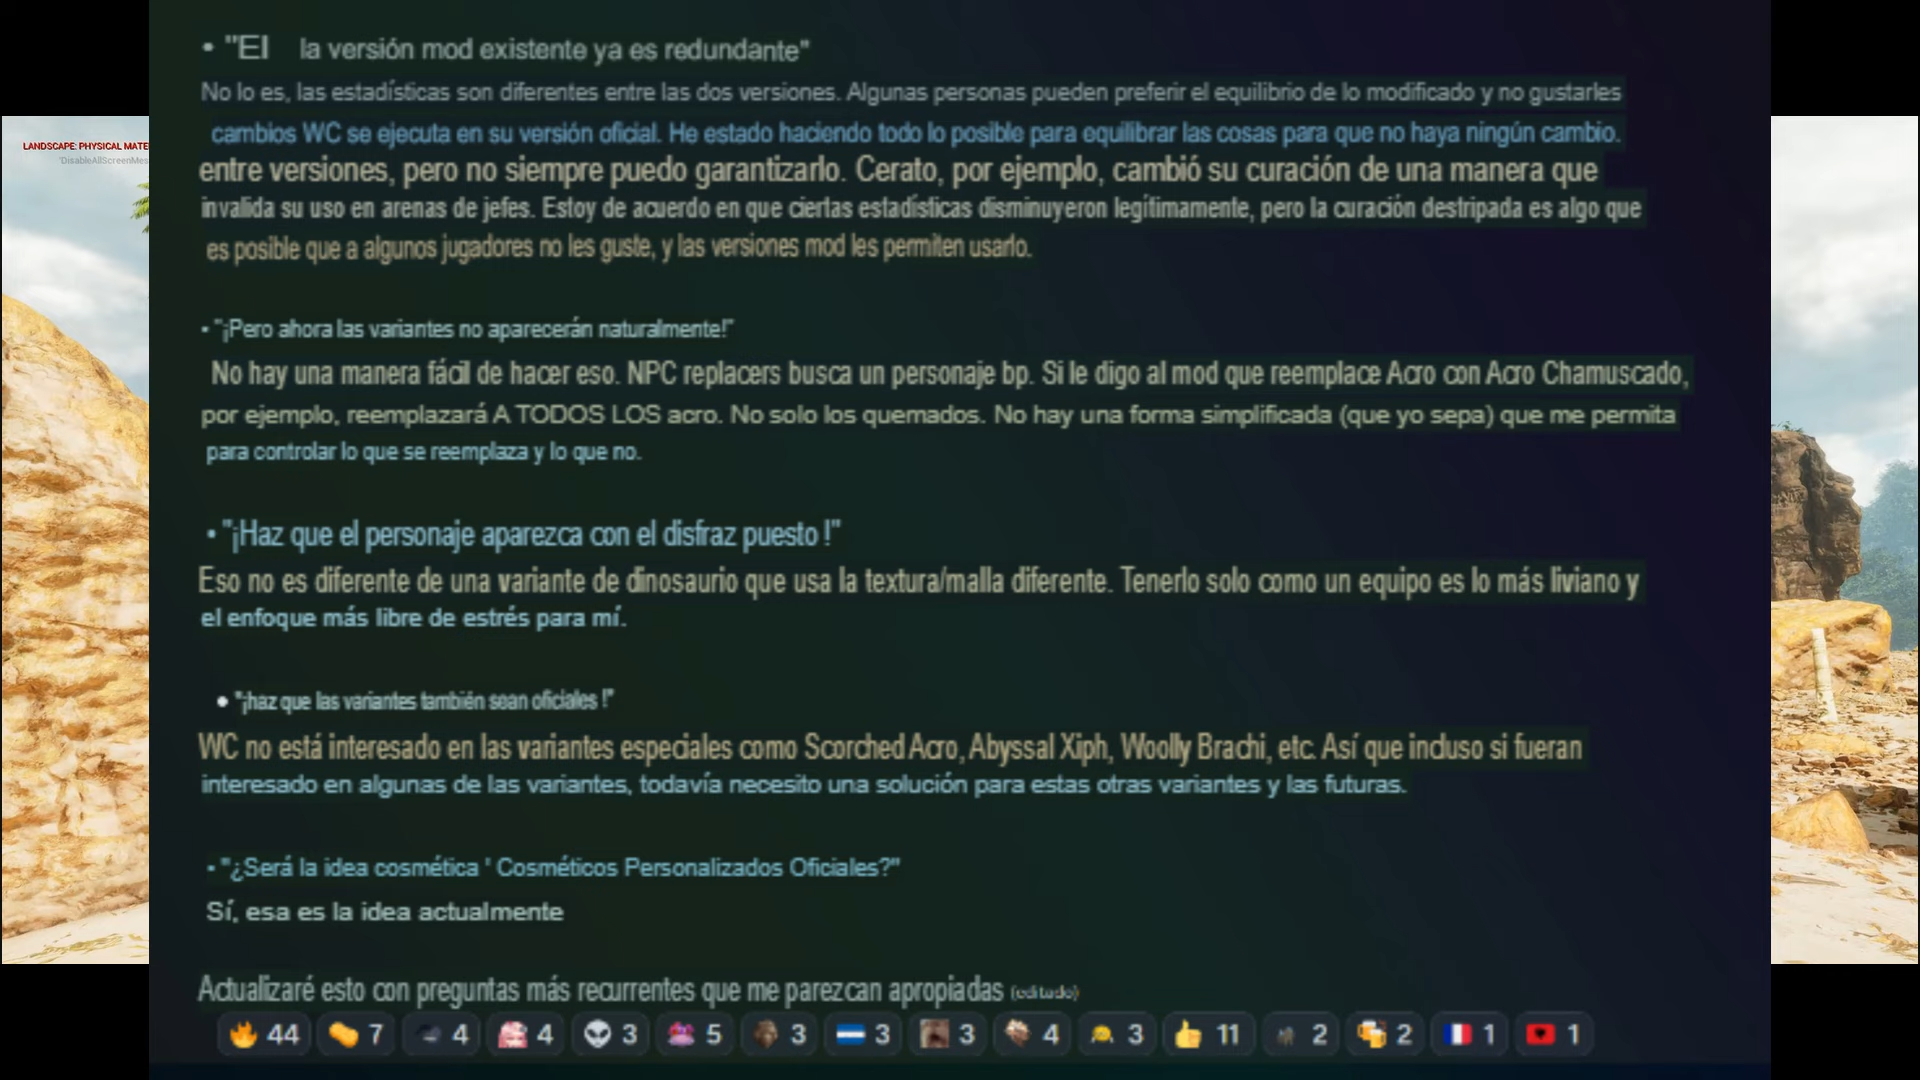 • "El la versión mod existente ya es redundante"
No lo es, las estadísticas son diferentes entre las dos versiones. Algunas personas pueden preferir el equilibrio de lo modificado y no gustarles
cambios WC se ejecuta en su versión oficial. He estado haciendo todo lo posible para equilibrar las cosas para que no haya ningún cambio.
entre versiones, pero no siempre puedo garantizarlo. Cerato, por ejemplo, cambió su curación de una manera que
invalida su uso en arenas de jefes. Estoy de acuerdo en que ciertas estadísticas disminuyeron legítimamente, pero la curación destripada es algo que
es posible que a algunos jugadores no les guste, y las versiones mod les permiten usarlo.
LANDSCAPE: PHYSICAL MATE
'DisableAllScreenMes
• "¡Pero ahora las variantes no aparecerán naturalmente!"
No hay una manera fácil de hacer eso. NPC replacers busca un personaje bp. Si le digo al mod que reemplace Acro con Acro Chamuscado,
por ejemplo, reemplazará A TODOS LOS acro. No solo los quemados. No hay una forma simplificada (que yo sepa) que me permita
para controlar lo que se reemplaza y lo que no.
• "¡Haz que el personaje aparezca con el disfraz puesto !"
Eso no es diferente de una variante de dinosaurio que usa la textura/malla diferente. Tenerlo solo como un equipo es lo más liviano y
el enfoque más libre de estrés para mí.
• "¡haz que las variantes también sean oficiales !"
WC no está interesado en las variantes especiales como Scorched Acro, Abyssal Xiph, Woolly Brachi, etc. Así que incluso si fueran
interesado en algunas de las variantes, todavía necesito una solución para estas otras variantes y las futuras.
• "¿Será la idea cosmética ' Cosméticos Personalizados Oficiales?"
Sí, esa es la idea actualmente
Actualizaré esto con preguntas más recurrentes que me parezcan apropiadas (editado)
44 7 4 4 3 5 3 3 3 4 3 11 2 2 1 1